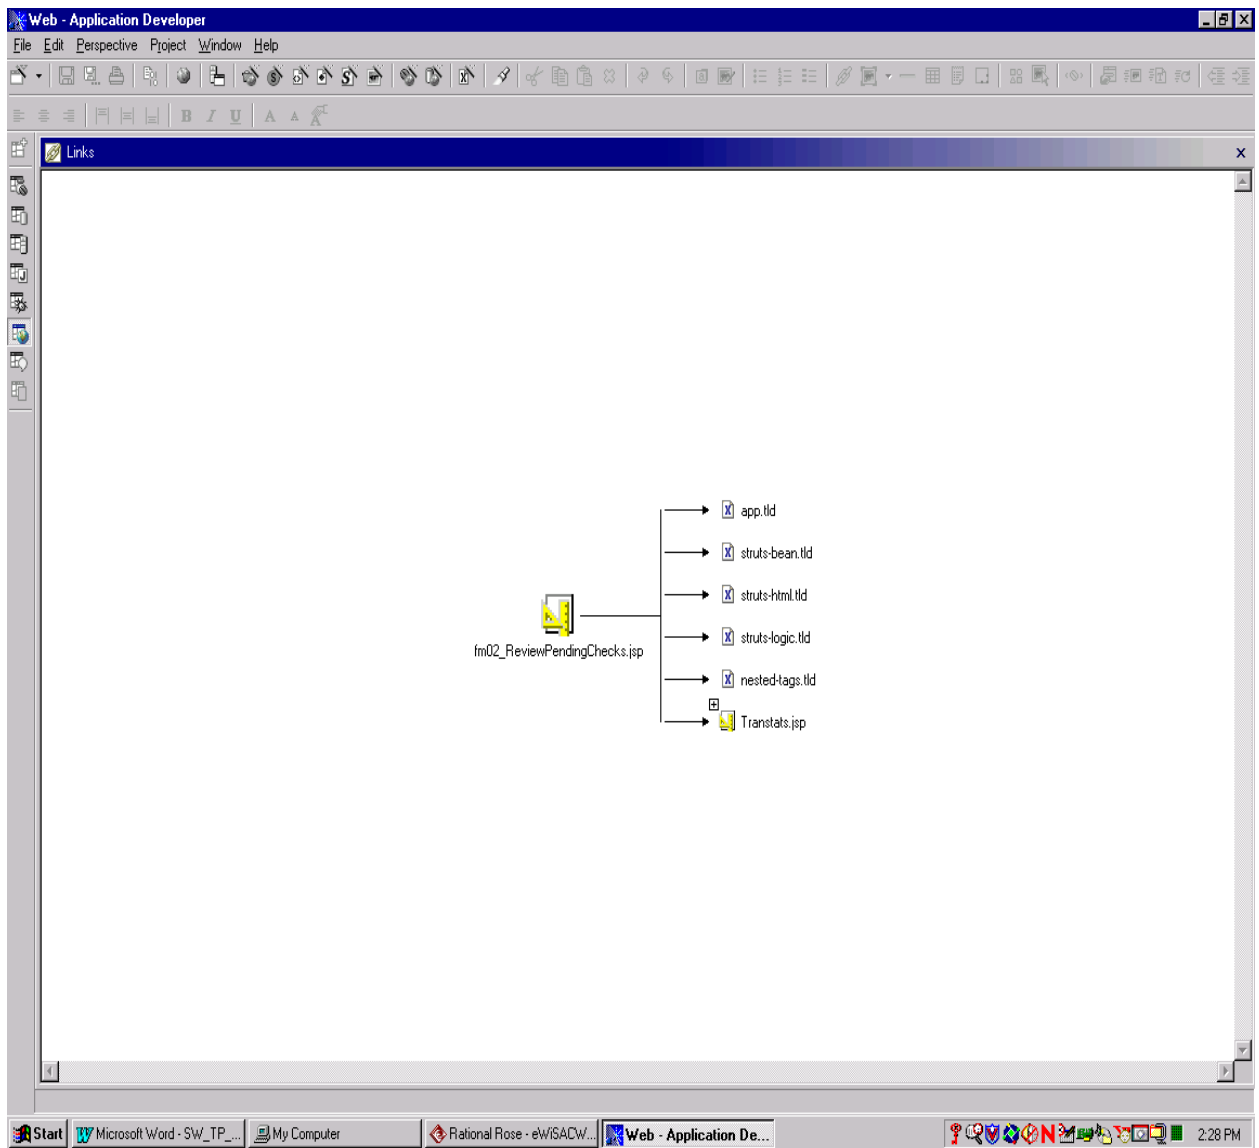 Web - Application Developer
File Edit Perspective Project Window Help
B I U A A
Links
app.tld
struts-bean.tld
struts-html.tld
fm02_ReviewPendingChecks.jsp
struts-logic.tld
nested-tags.tld
Transtats.jsp
Start Microsoft Word - SW_TP_... My Computer Rational Rose - eWiSACW... Web - Application De... 2:28 PM